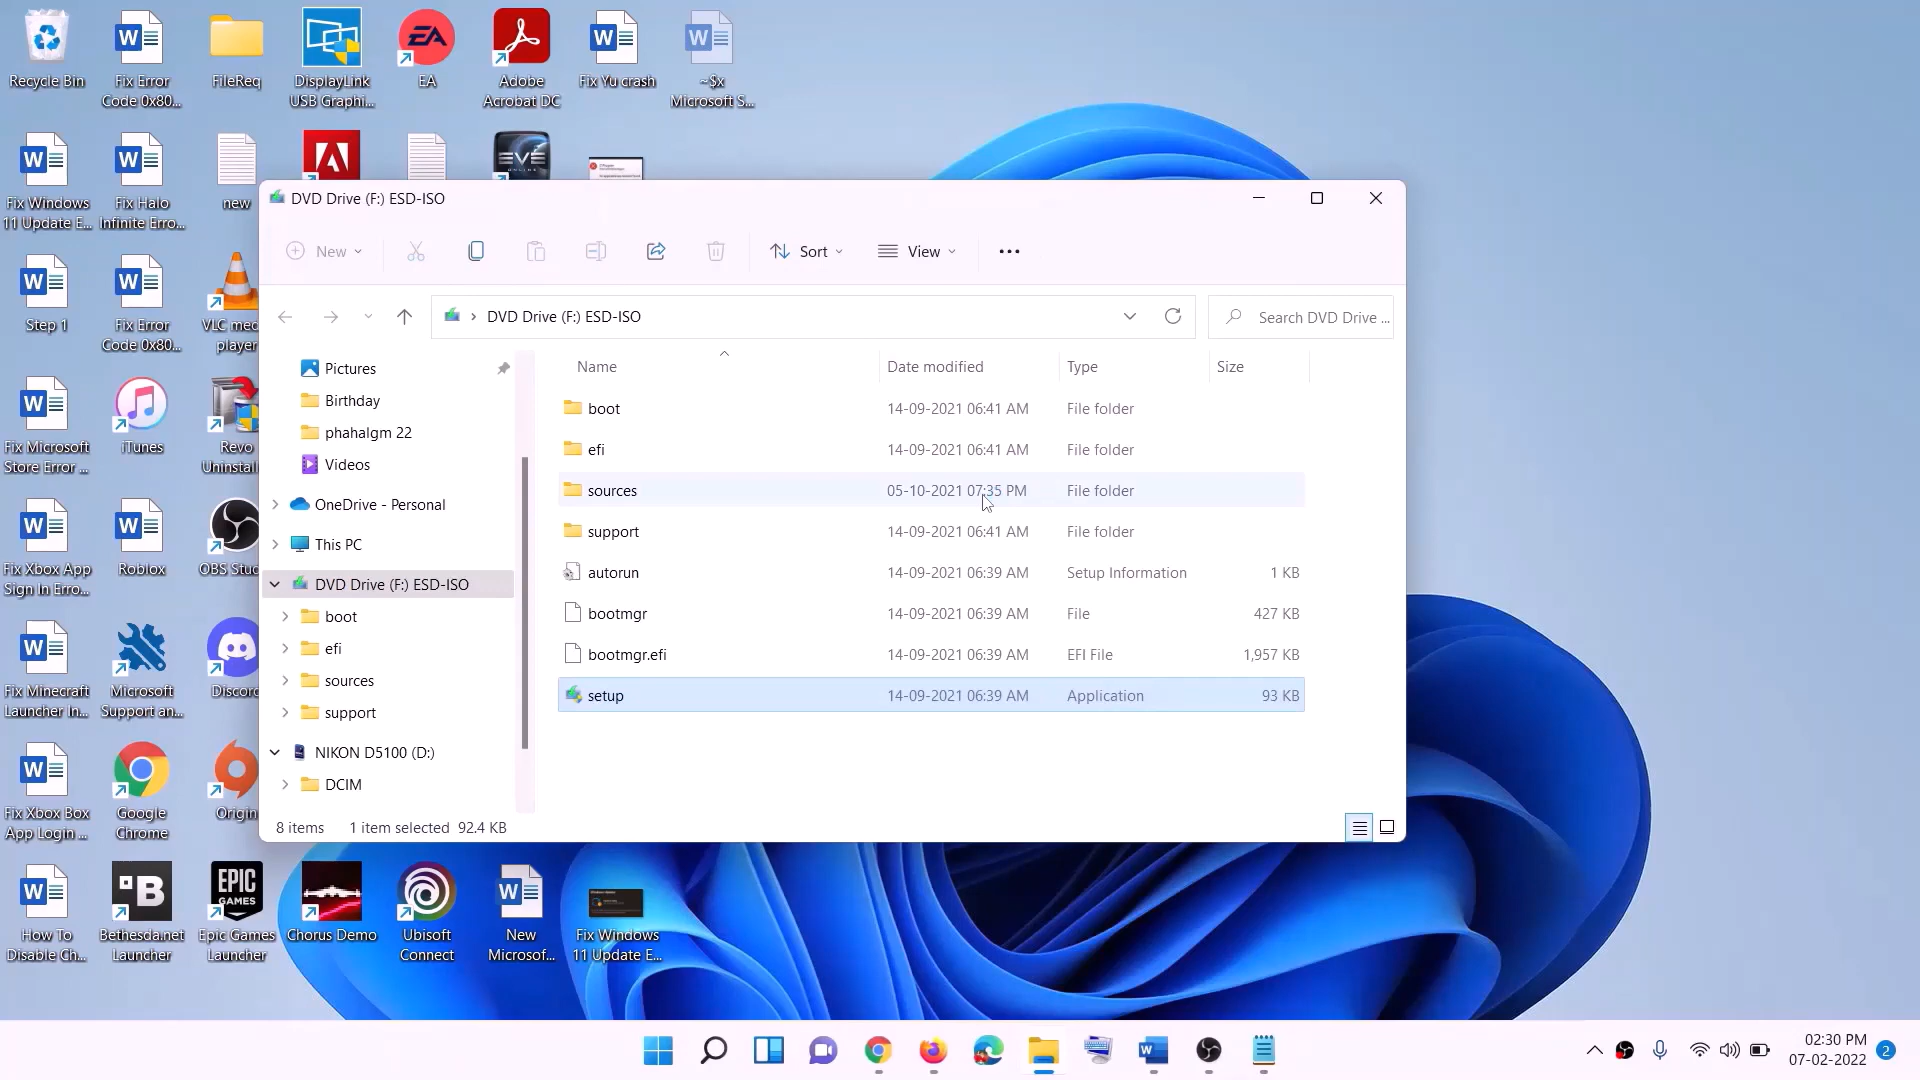 Recycle Bin
Fix Error
Code 0x80...
FileReq
DisplayLink
USB Graphi...
EA
Adobe
Acrobat DC
Fix Yu crash
~$x
Microsoft S...
Fix Windows
11 Update E...
Fix Halo
Infinite Erro...
new
EVE
ONLINE
DVD Drive (F:) ESD-ISO
New
Sort
View
DVD Drive (F:) ESD-ISO
Search DVD Drive ...
Step 1
Fix Error
Code 0x80...
VLC med
player
Pictures
Birthday
phahalgm 22
Videos
OneDrive - Personal
This PC
DVD Drive (F:) ESD-ISO
boot
efi
sources
support
NIKON D5100 (D:)
DCIM
Name
Date modified
Type
Size
boot
14-09-2021 06:41 AM
File folder
efi
14-09-2021 06:41 AM
File folder
sources
05-10-2021 07:35 PM
File folder
support
14-09-2021 06:41 AM
File folder
autorun
14-09-2021 06:39 AM
Setup Information
1 KB
bootmgr
14-09-2021 06:39 AM
File
427 KB
bootmgr.efi
14-09-2021 06:39 AM
EFI File
1,957 KB
setup
14-09-2021 06:39 AM
Application
93 KB
8 items
1 item selected
92.4 KB
Fix Microsoft
Store Error ...
iTunes
Revo
Uninstall
Fix Xbox App
Sign In Erro...
Roblox
OBS Stud
Fix Minecraft
Launcher In...
Microsoft
Support an...
Discord
Fix Xbox Box
App Login ...
Google
Chrome
Origin
How To
Disable Ch...
Bethesda.net
Launcher
EPIC
GAMES
Epic Games
Launcher
Chorus Demo
Ubisoft
Connect
New
Microsof...
Fix Windows
11 Update E...
02:30 PM
07-02-2022
2